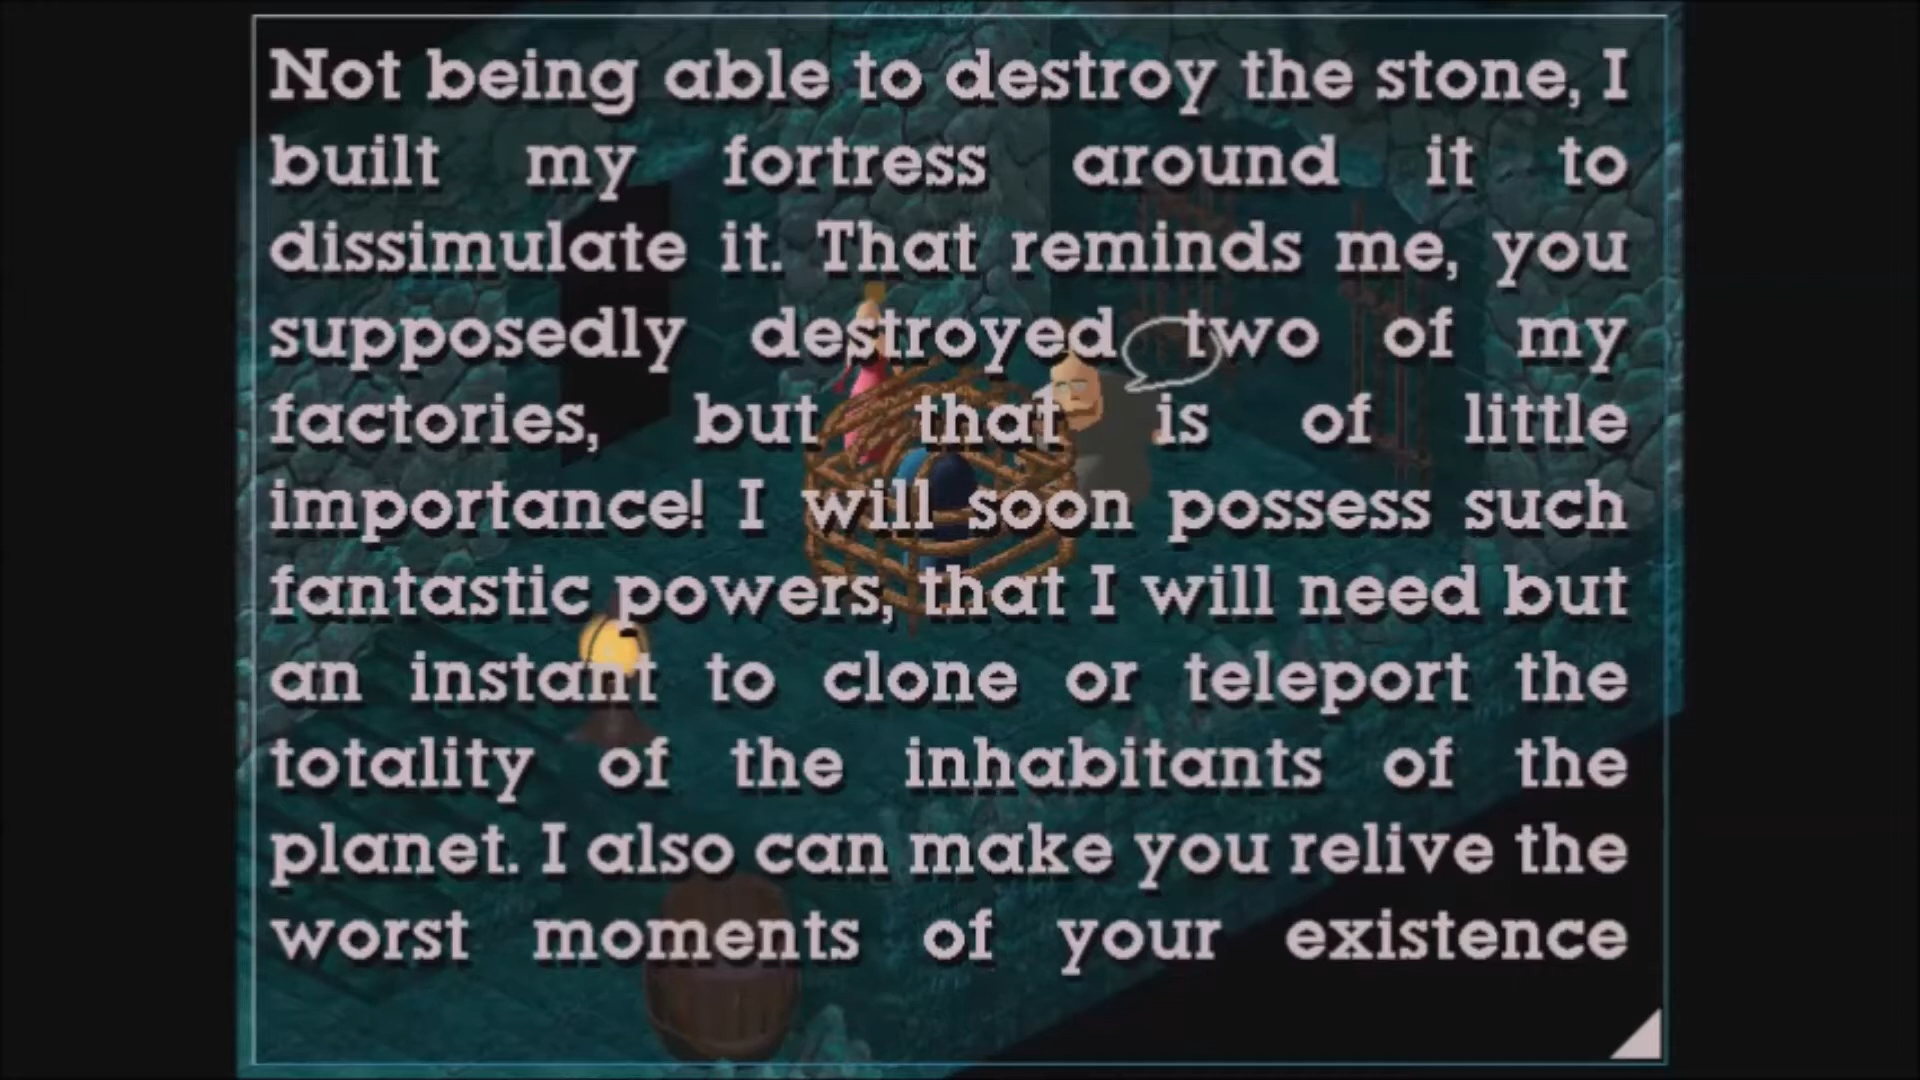 Not being able to destroy the stone, I
built my fortress around it to
dissimulate it. That reminds me, you
supposedly destroyed two of my
factories, but that is of little
importance! I will soon possess such
fantastic powers, that I will need but
an instant to clone or teleport the
totality of the inhabitants of the
planet. I also can make you relive the
worst moments of your existence